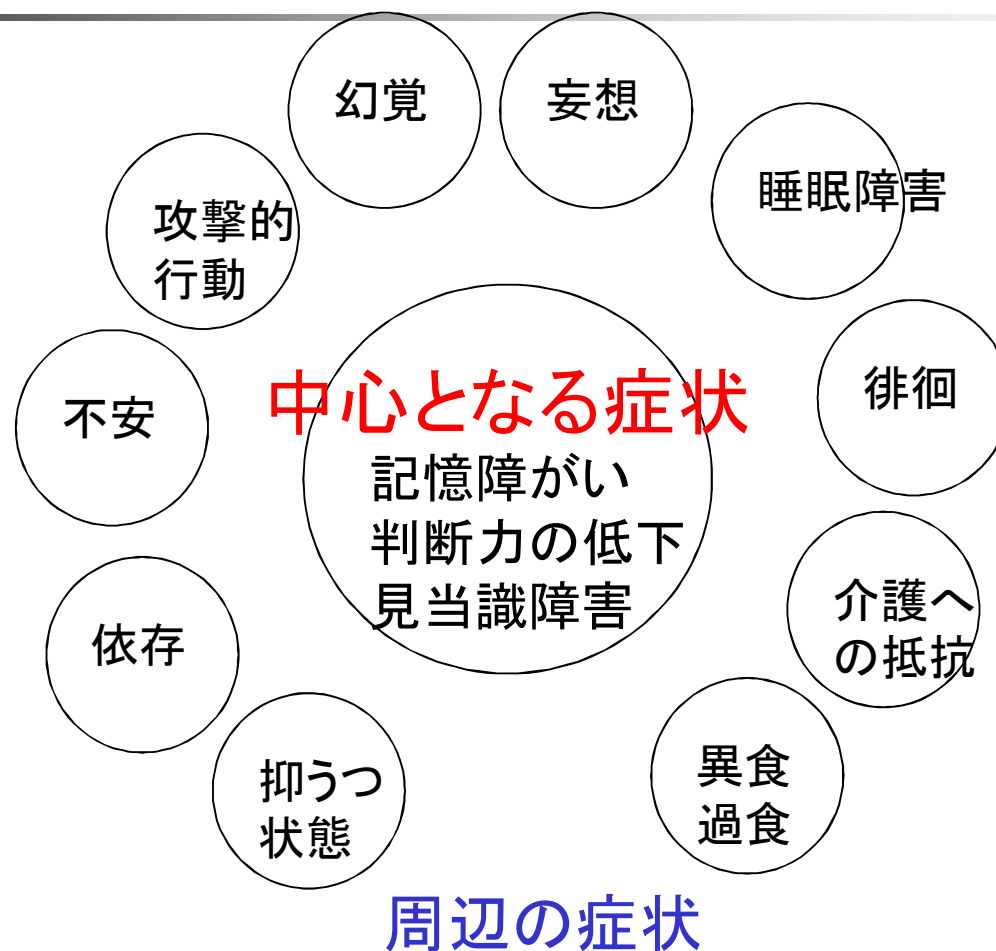 幻覚
妄想
睡眠障害
攻撃的
行動
徘徊
不安
中心となる症状
記憶障がい
判断力の低下
見当識障害
介護へ
の抵抗
依存
異食
過食
抑うつ
状態
周辺の症状